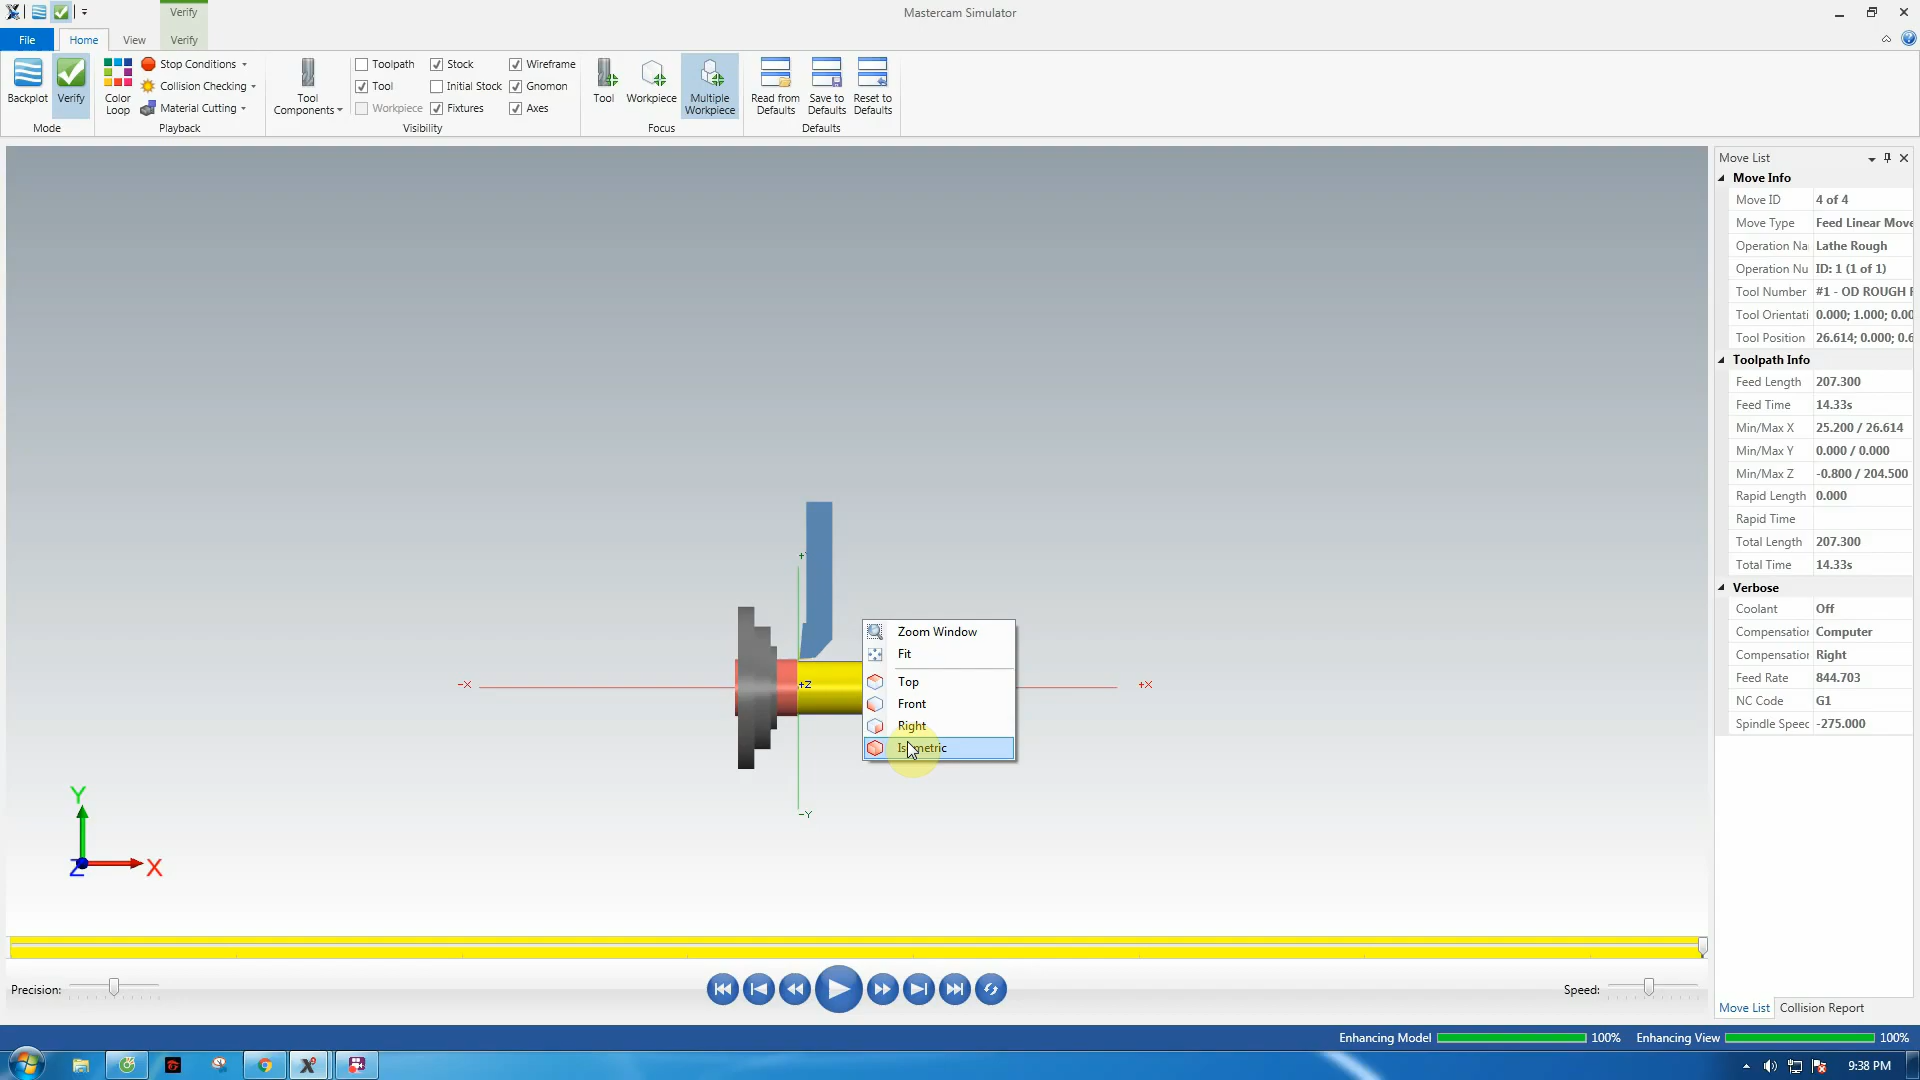 Verify
Mastercam Simulator
File
Home
View
Verify
Backplot
Verify
Mode
Color Loop
Stop Conditions
Collision Checking
Material Cutting
Playback
Tool Components
Toolpath
Tool
Workpiece
Stock
Initial Stock
Fixtures
Wireframe
Gnomon
Axes
Visibility
Tool
Workpiece
Multiple Workpiece
Focus
Read from Defaults
Save to Defaults
Reset to Defaults
Defaults
Move List
Move Info
Move ID 4 of 4
Move Type Feed Linear Move
Operation Na Lathe Rough
Operation Nu ID: 1 (1 of 1)
Tool Number #1 - OD ROUGH
Tool Orientati 0.000; 1.000; 0.00
Tool Position 26.614; 0.000; 0.6
Toolpath Info
Feed Length 207.300
Feed Time 14.33s
Min/Max X 25.200 / 26.614
Min/Max Y 0.000 / 0.000
Min/Max Z -0.800 / 204.500
Rapid Length 0.000
Rapid Time
Total Length 207.300
Total Time 14.33s
Verbose
Coolant Off
Compensation Computer
Compensation Right
Feed Rate 844.703
NC Code G1
Spindle Speed -275.000
Zoom Window
Fit
Top
Front
Right
Isometric
-X
+Z
+X
-Y
Y
Z
X
Precision:
Speed:
Move List
Collision Report
Enhancing Model 100%
Enhancing View 100%
9:38 PM